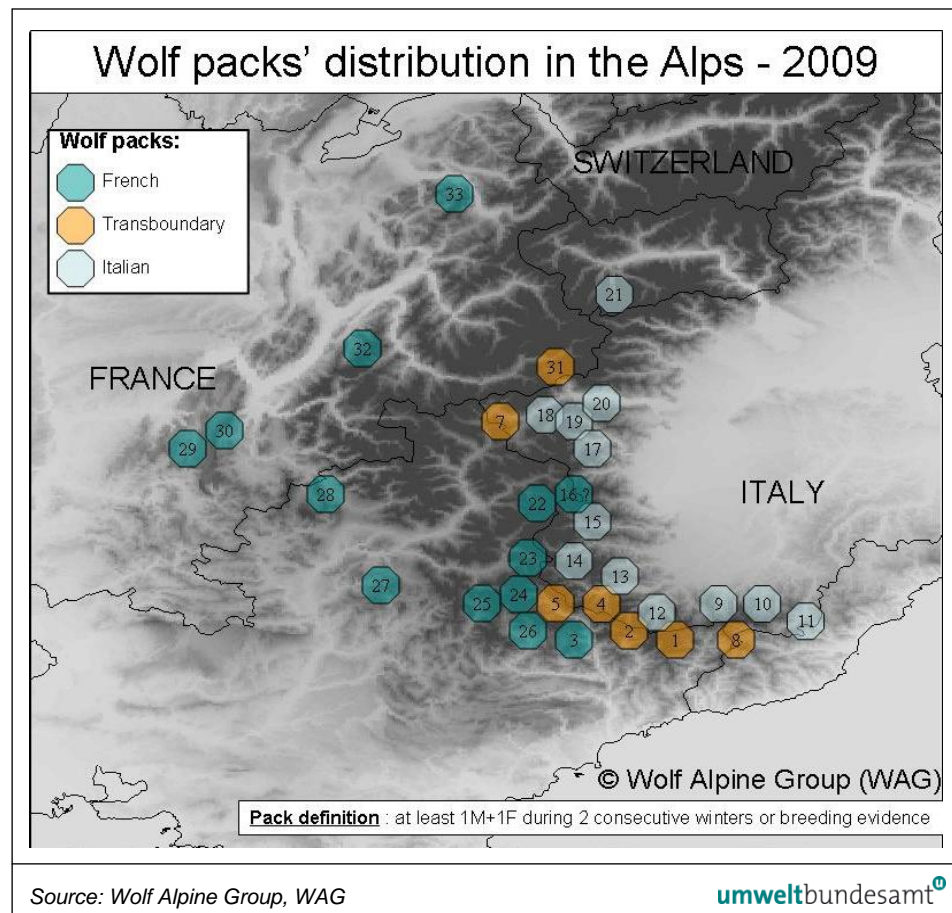 Wolf packs' distribution in the Alps - 2009
Wolf packs:
French
Transboundary
Italian
SWITZERLAND
33
21
32
FRANCE
31
20
18
19
7
30
29
17
28
22
16?
ITALY
15
23
14
13
27
24
25
5
4
12
9
10
11
26
3
2
1
8
© Wolf Alpine Group (WAG)
Pack definition : at least 1M+1F during 2 consecutive winters or breeding evidence
Source: Wolf Alpine Group, WAG
umweltbundesamt
u